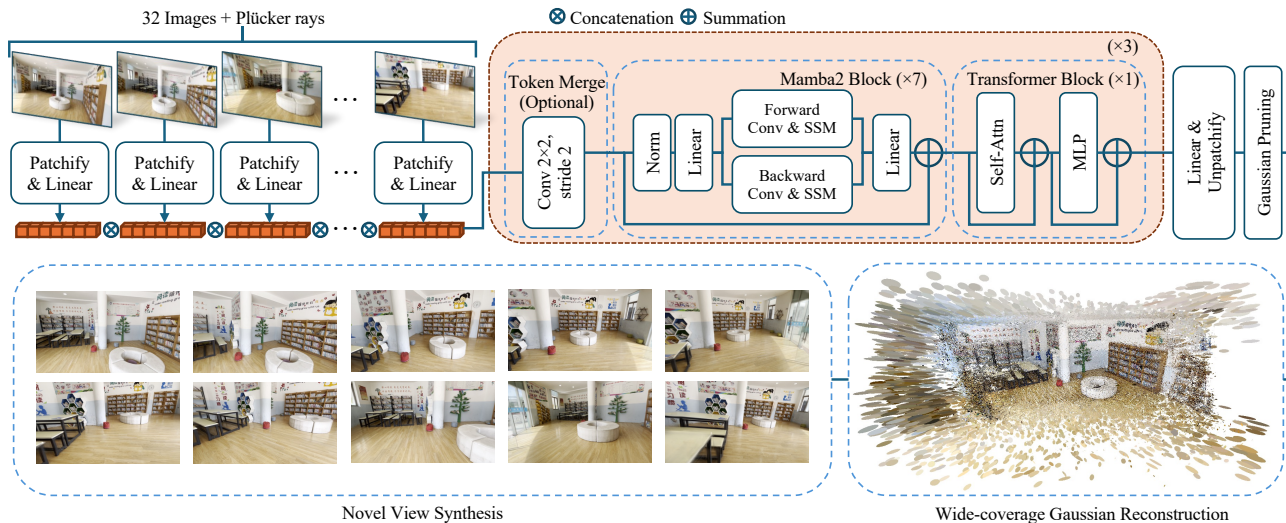 32 Images + Plücker rays
Concatenation
Summation
(×3)
Token Merge
(Optional)
Mamba2 Block (×7)
Transformer Block (×1)
Patchify
& Linear
Patchify
& Linear
Patchify
& Linear
...
Patchify
& Linear
...
...
Conv 2×2,
stride 2
Norm
Linear
Forward
Conv & SSM
Backward
Conv & SSM
Linear
Self-Attn
MLP
Linear &
Unpatchify
Gaussian Pruning
Novel View Synthesis
Wide-coverage Gaussian Reconstruction